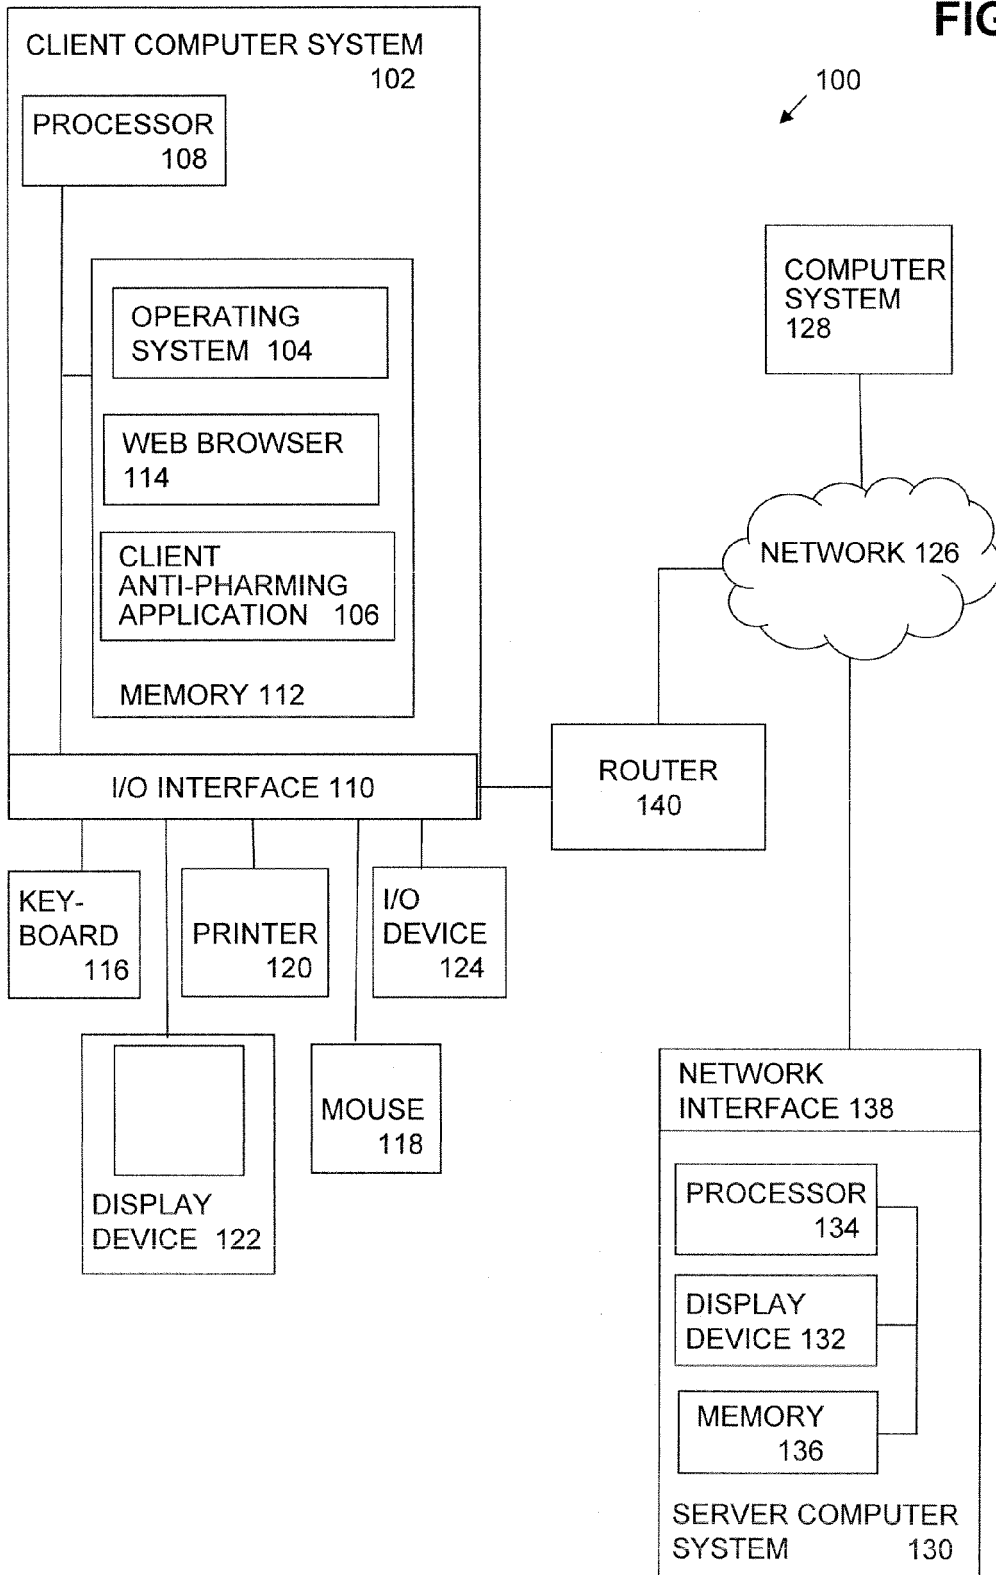 FIG
CLIENT COMPUTER SYSTEM
102
100
PROCESSOR
108
OPERATING
SYSTEM 104
WEB BROWSER
114
CLIENT
ANTI-PHARMING
APPLICATION 106
MEMORY 112
I/O INTERFACE 110
COMPUTER
SYSTEM
128
NETWORK 126
ROUTER
140
KEY-
BOARD
116
PRINTER
120
I/O
DEVICE
124
DISPLAY
DEVICE 122
MOUSE
118
NETWORK
INTERFACE 138
PROCESSOR
134
DISPLAY
DEVICE 132
MEMORY
136
SERVER COMPUTER
SYSTEM 130